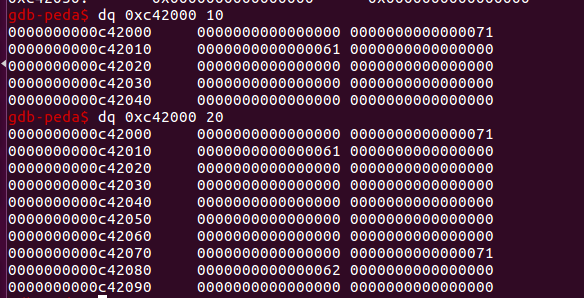 gdb-peda$ dq 0xc42000 10
0000000000c42000 0000000000000000 0000000000000071
0000000000c42010 0000000000000061 0000000000000000
0000000000c42020 0000000000000000 0000000000000000
0000000000c42030 0000000000000000 0000000000000000
0000000000c42040 0000000000000000 0000000000000000
gdb-peda$ dq 0xc42000 20
0000000000c42000 0000000000000000 0000000000000071
0000000000c42010 0000000000000061 0000000000000000
0000000000c42020 0000000000000000 0000000000000000
0000000000c42030 0000000000000000 0000000000000000
0000000000c42040 0000000000000000 0000000000000000
0000000000c42050 0000000000000000 0000000000000000
0000000000c42060 0000000000000000 0000000000000000
0000000000c42070 0000000000000000 0000000000000071
0000000000c42080 0000000000000062 0000000000000000
0000000000c42090 0000000000000000 0000000000000000